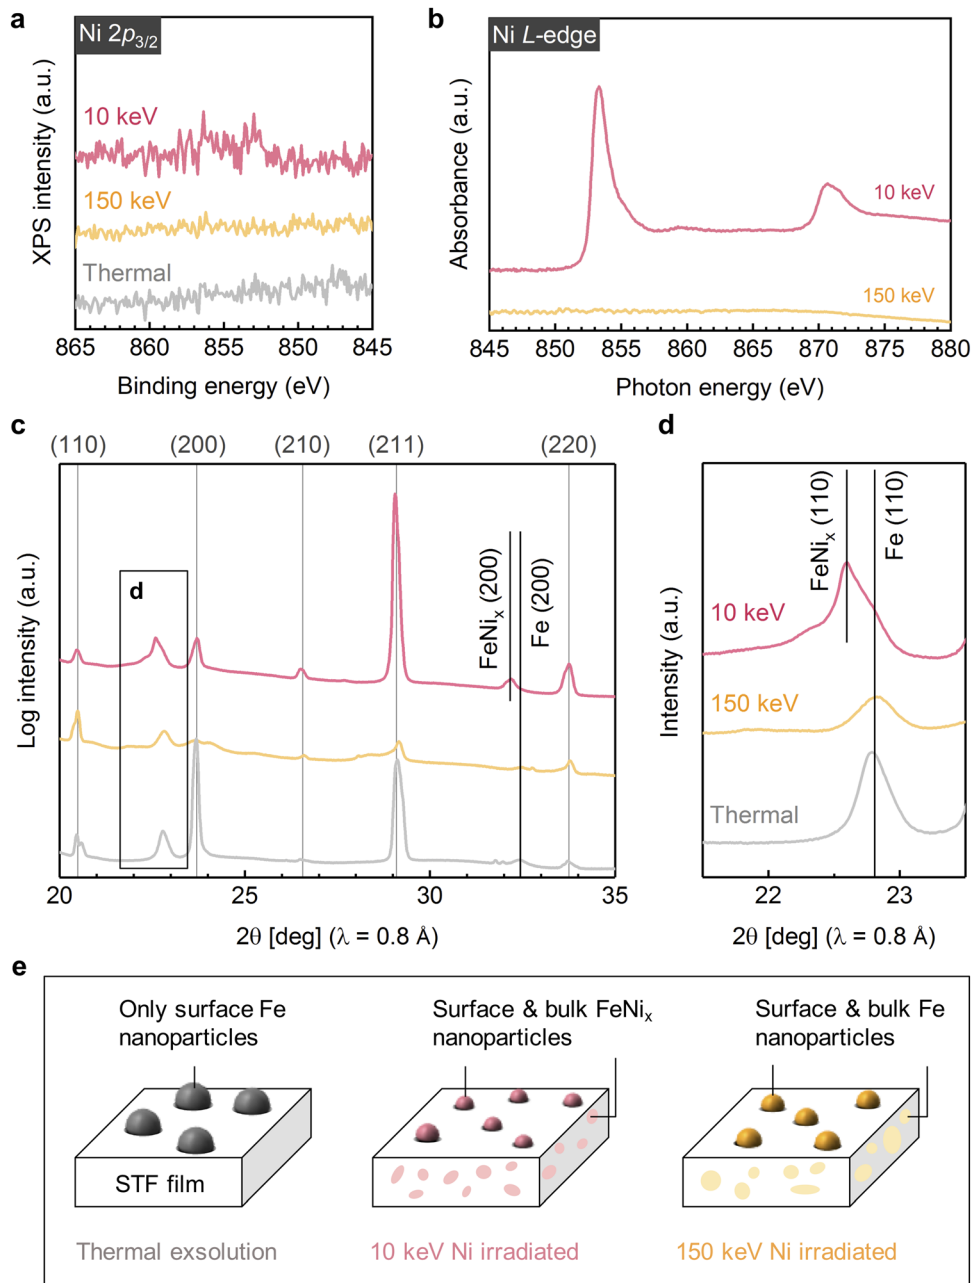 a
Ni 2p3/2
XPS intensity (a.u.)
10 keV
150 keV
Thermal
865 860 855 850 845
Binding energy (eV)
b
Ni L-edge
Absorbance (a.u.)
10 keV
150 keV
845 850 855 860 865 870 875 880
Photon energy (eV)
c
(110) (200) (210) (211) (220)
Log intensity (a.u.)
d
FeNix (200)
Fe (200)
20 25 30 35
2θ [deg] (λ = 0.8 Å)
d
FeNix (110)
Fe (110)
Intensity (a.u.)
10 keV
150 keV
Thermal
22 23
2θ [deg] (λ = 0.8 Å)
e
Only surface Fe
nanoparticles
STF film
Thermal exsolution
Surface & bulk FeNix
nanoparticles
10 keV Ni irradiated
Surface & bulk Fe
nanoparticles
150 keV Ni irradiated